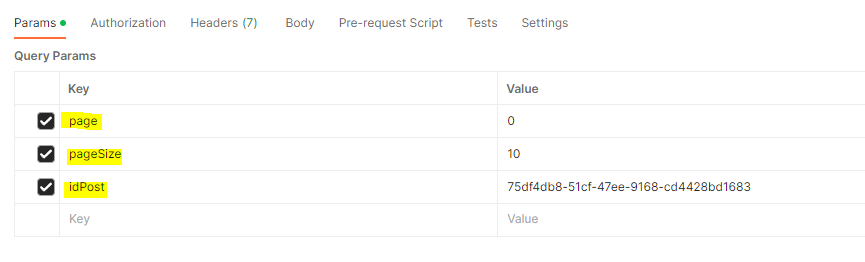 Params Authorization Headers (7) Body Pre-request Script Tests Settings
Query Params
Key Value
page 0
pageSize 10
idPost 75df4db8-51cf-47ee-9168-cd4428bd1683
Key Value